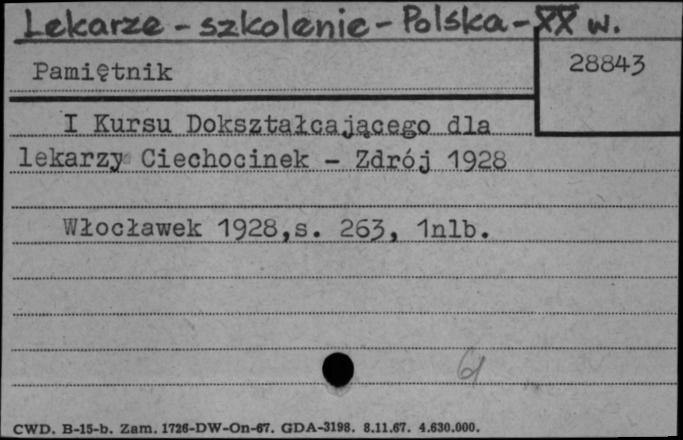 Lekarze - szkolenie - Polska - XX w.
Pamiętnik
28843
I Kursu Dokształcającego dla
lekarzy Ciechocinek - Zdrój 1928
Włocławek 1928,s. 263, 1nlb.
CWD. B-15-b. Zam. 1726-DW-On-67. GDA-3198. 8.11.67. 4.630.000.